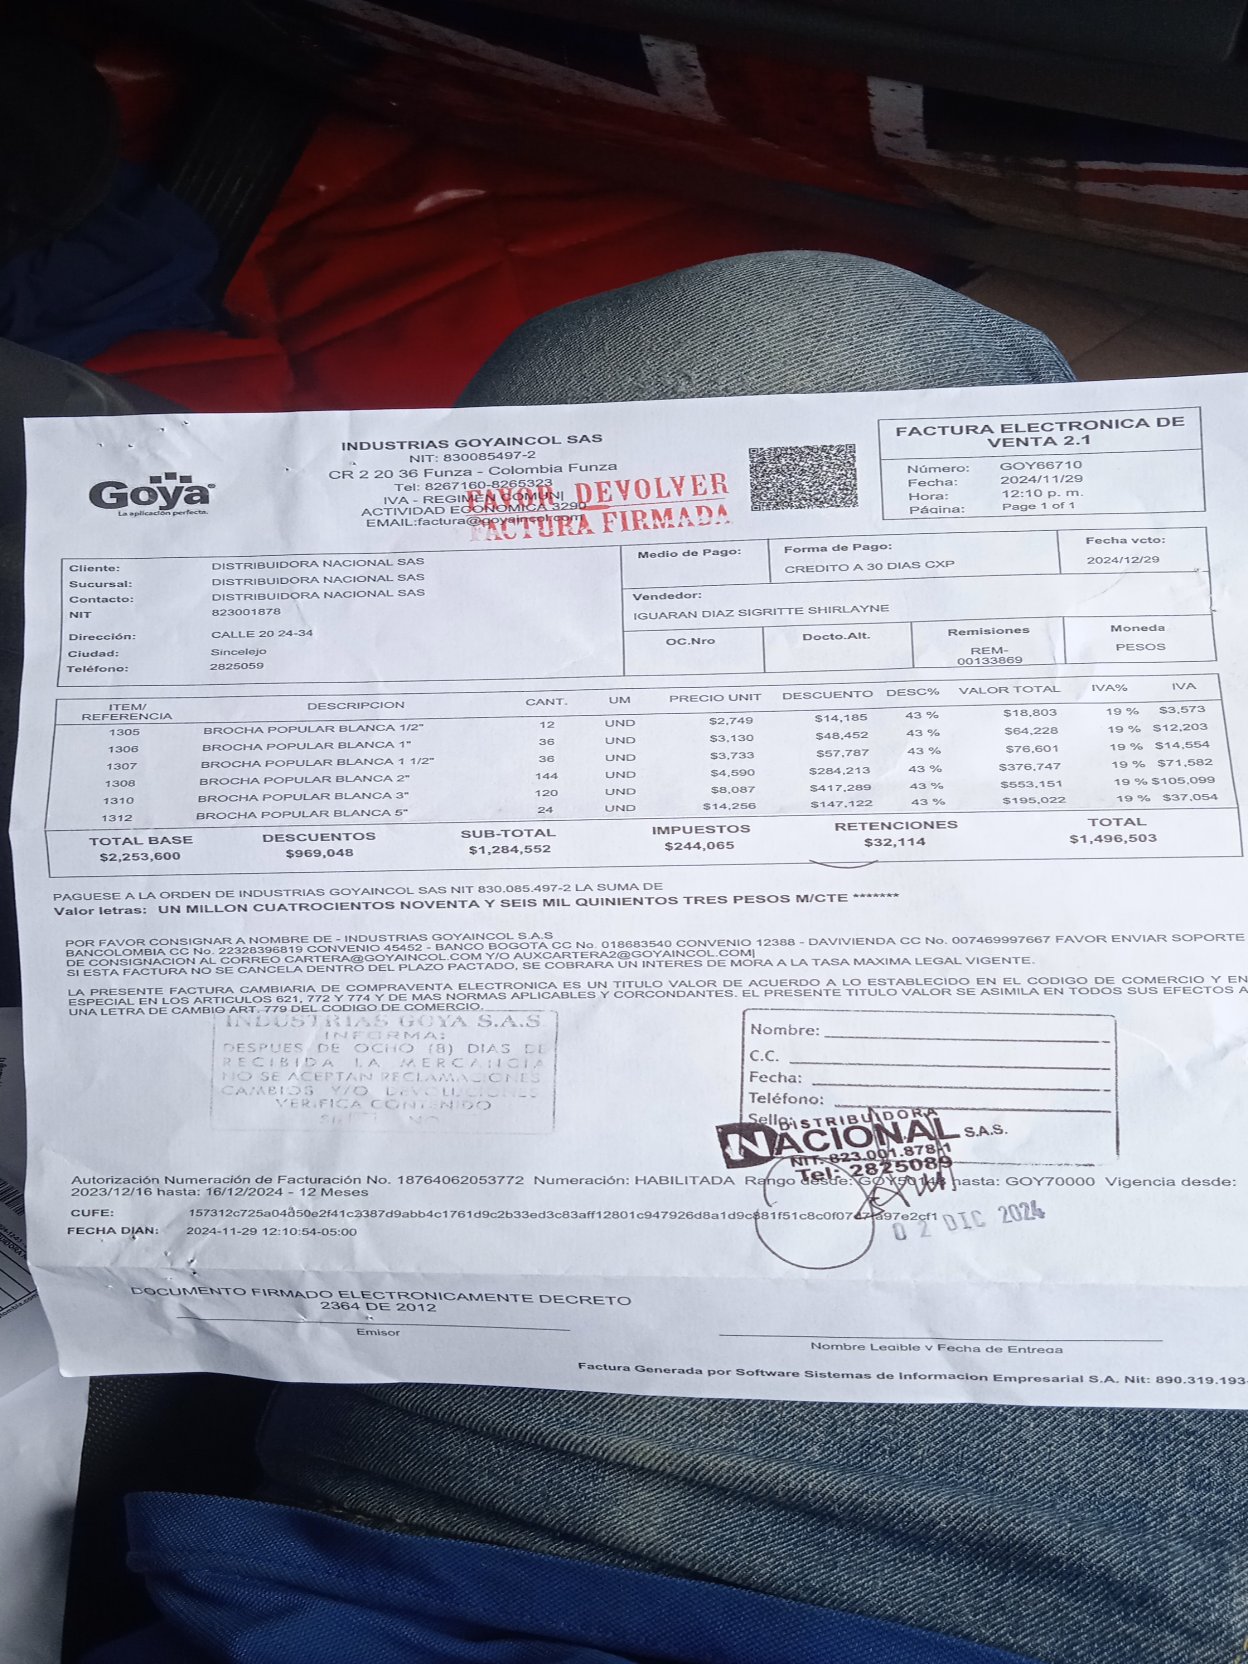 Goya
La aplicación perfecta.
INDUSTRIAS GOYAINCOL SAS
NIT: 830085497-2
CR 2 20 36 Funza - Colombia Funza
Tel: 8267160-8265323
IVA - REGIMEN COMUN|
ACTIVIDAD ECONOMICA 3290
EMAIL:factura@goyaincol.com
FAVOR DEVOLVER
FACTURA FIRMADA
FACTURA ELECTRONICA DE
VENTA 2.1
Número: GOY66710
Fecha: 2024/11/29
Hora: 12:10 p. m.
Página: Page 1 of 1
Cliente: DISTRIBUIDORA NACIONAL SAS
Sucursal: DISTRIBUIDORA NACIONAL SAS
Contacto: DISTRIBUIDORA NACIONAL SAS
NIT 823001878
Dirección: CALLE 20 24-34
Ciudad: Sincelejo
Teléfono: 2825059
Medio de Pago: Forma de Pago: Fecha vcto:
CREDITO A 30 DIAS CXP 2024/12/29
Vendedor:
IGUARAN DIAZ SIGRITTE SHIRLAYNE
OC.Nro Docto.Alt. Remisiones Moneda
REM-00133869 PESOS
ITEM/REFERENCIA DESCRIPCION CANT. UM PRECIO UNIT DESCUENTO DESC% VALOR TOTAL IVA% IVA
1305 BROCHA POPULAR BLANCA 1/2" 12 UND $2,749 $14,185 43 % $18,803 19 % $3,573
1306 BROCHA POPULAR BLANCA 1" 36 UND $3,130 $48,452 43 % $64,228 19 % $12,203
1307 BROCHA POPULAR BLANCA 1 1/2" 36 UND $3,733 $57,787 43 % $76,601 19 % $14,554
1308 BROCHA POPULAR BLANCA 2" 144 UND $4,590 $284,213 43 % $376,747 19 % $71,582
1310 BROCHA POPULAR BLANCA 3" 120 UND $8,087 $417,289 43 % $553,151 19 % $105,099
1312 BROCHA POPULAR BLANCA 5" 24 UND $14,256 $147,122 43 % $195,022 19 % $37,054
TOTAL BASE DESCUENTOS SUB-TOTAL IMPUESTOS RETENCIONES TOTAL
$2,253,600 $969,048 $1,284,552 $244,065 $32,114 $1,496,503
PAGUESE A LA ORDEN DE INDUSTRIAS GOYAINCOL SAS NIT 830.085.497-2 LA SUMA DE
Valor letras: UN MILLON CUATROCIENTOS NOVENTA Y SEIS MIL QUINIENTOS TRES PESOS M/CTE *******
POR FAVOR CONSIGNAR A NOMBRE DE - INDUSTRIAS GOYAINCOL S.A.S
BANCOLOMBIA CC No. 22328396819 CONVENIO 45452 - BANCO BOGOTA CC No. 018683540 CONVENIO 12388 - DAVIVIENDA CC No. 007469997667 FAVOR ENVIAR SOPORTE
DE CONSIGNACION AL CORREO CARTERA@GOYAINCOL.COM Y/O AUXCARTERA2@GOYAINCOL.COM|
SI ESTA FACTURA NO SE CANCELA DENTRO DEL PLAZO PACTADO, SE COBRARA UN INTERES DE MORA A LA TASA MAXIMA LEGAL VIGENTE.
LA PRESENTE FACTURA CAMBIARIA DE COMPRAVENTA ELECTRONICA ES UN TITULO VALOR DE ACUERDO A LO ESTABLECIDO EN EL CODIGO DE COMERCIO Y EN
ESPECIAL EN LOS ARTICULOS 621, 772 Y 774 Y DE MAS NORMAS APLICABLES Y CORCONDANTES. EL PRESENTE TITULO VALOR SE ASIMILA EN TODOS SUS EFECTOS A
UNA LETRA DE CAMBIO ART. 779 DEL CODIGO DE COMERCIO.
INDUSTRIAS GOYA S.A.S.
INFORMA:
DESPUES DE OCHO (8) DIAS DE
RECIBIDA LA MERCANCIA
NO SE ACEPTAN RECLAMACIONES
CAMBIOS Y/O DEVOLUCIONES
VERIFICA CONTENIDO
Nombre:
C.C.
Fecha:
Teléfono:
Sello:
DISTRIBUIDORA
NACIONAL S.A.S.
NIT. 823.001.878-1
Tel: 2825089
02 DIC 2024
Autorización Numeración de Facturación No. 18764062053772 Numeración: HABILITADA Rango desde: hasta: GOY70000 Vigencia desde:
2023/12/16 hasta: 16/12/2024 - 12 Meses
CUFE:
FECHA DIAN: 2024-11-29 12:10:54-05:00
DOCUMENTO FIRMADO ELECTRONICAMENTE DECRETO
2364 DE 2012
Emisor
Nombre Legible y Fecha de Entrega
Factura Generada por Software Sistemas de Informacion Empresarial S.A. Nit: 890.319.193-